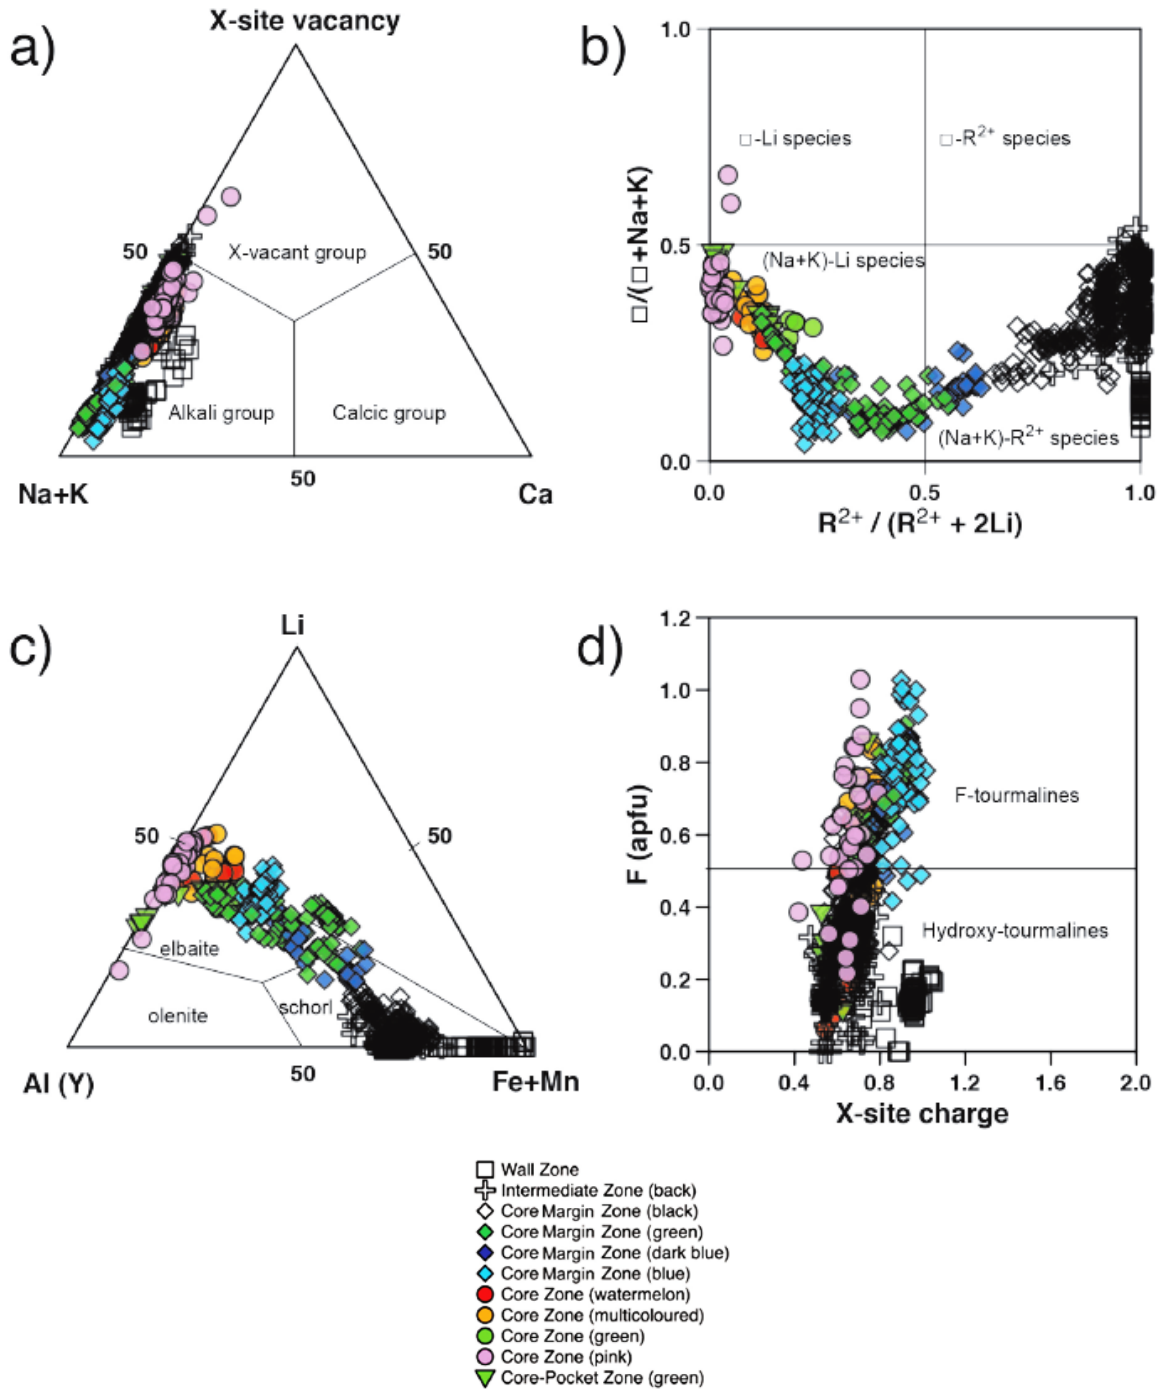 a)
X-site vacancy
50
50
X-vacant group
Alkali group
Calcic group
Na+K
50
Ca
b)
1.0
□-Li species
□-R²⁺ species
□/(□+Na+K)
0.5
(Na+K)-Li species
(Na+K)-R²⁺ species
0.0
0.0
0.5
1.0
R²⁺ / (R²⁺ + 2Li)
c)
Li
50
50
elbaite
olenite
schorl
Al (Y)
50
Fe+Mn
d)
1.2
1.0
0.8
F-tourmalines
F (apfu)
0.6
0.4
Hydroxy-tourmalines
0.2
0.0
0.0
0.4
0.8
1.2
1.6
2.0
X-site charge
Wall Zone
Intermediate Zone (back)
Core Margin Zone (black)
Core Margin Zone (green)
Core Margin Zone (dark blue)
Core Margin Zone (blue)
Core Zone (watermelon)
Core Zone (multicoloured)
Core Zone (green)
Core Zone (pink)
Core-Pocket Zone (green)